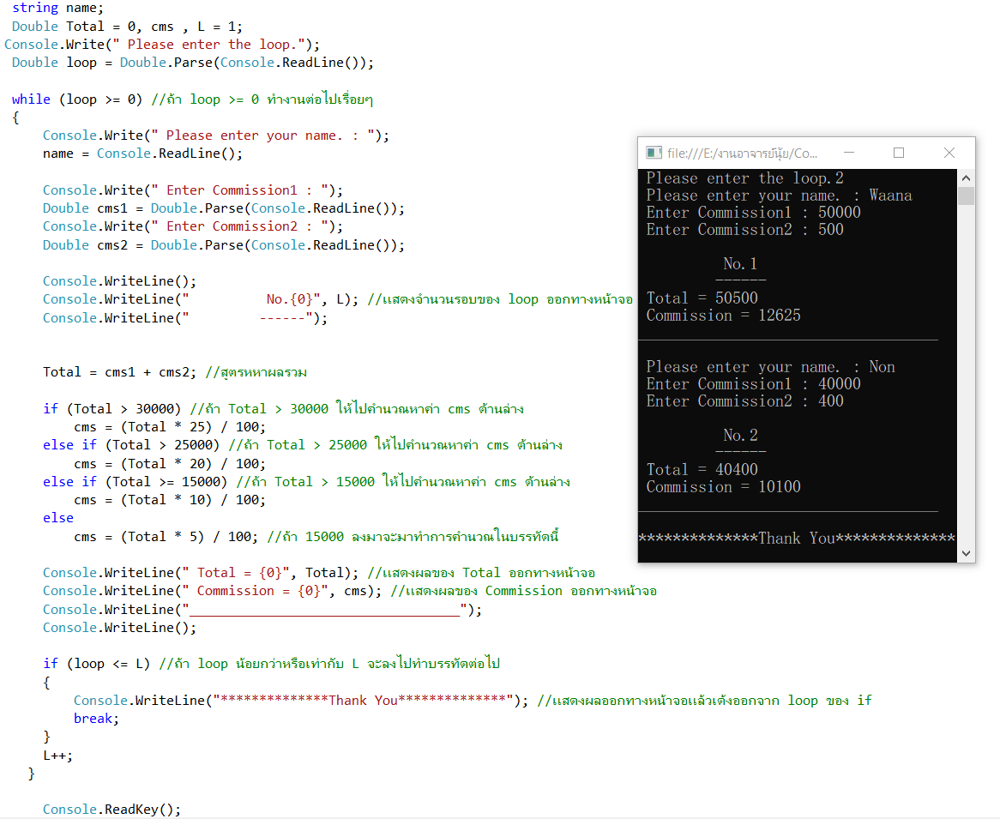 string name;
Double Total = 0, cms , L = 1;
Console.Write(" Please enter the loop.");
Double loop = Double.Parse(Console.ReadLine());
while (loop >= 0) //ถ้า loop >= 0 ทำงานต่อไปเรื่อยๆ
{
Console.Write(" Please enter your name. : ");
name = Console.ReadLine();
Console.Write(" Enter Commission1 : ");
Double cms1 = Double.Parse(Console.ReadLine());
Console.Write(" Enter Commission2 : ");
Double cms2 = Double.Parse(Console.ReadLine());
Console.WriteLine();
Console.WriteLine("          No.{0}", L); //แสดงจำนวนรอบของ loop ออกทางหน้าจอ
Console.WriteLine("         ------");
Total = cms1 + cms2; //สูตรหหาผลรวม
if (Total > 30000) //ถ้า Total > 30000 ให้ไปคำนวณหาค่า cms ด้านล่าง
cms = (Total * 25) / 100;
else if (Total > 25000) //ถ้า Total > 25000 ให้ไปคำนวณหาค่า cms ด้านล่าง
cms = (Total * 20) / 100;
else if (Total >= 15000) //ถ้า Total > 15000 ให้ไปคำนวณหาค่า cms ด้านล่าง
cms = (Total * 10) / 100;
else
cms = (Total * 5) / 100; //ถ้า 15000 ลงมาจะมาทำการคำนวณในบรรทัดนี้
Console.WriteLine(" Total = {0}", Total); //แสดงผลของ Total ออกทางหน้าจอ
Console.WriteLine(" Commission = {0}", cms); //แสดงผลของ Commission ออกทางหน้าจอ
Console.WriteLine("___________________________________");
Console.WriteLine();
if (loop <= L) //ถ้า loop น้อยกว่าหรือเท่ากับ L จะลงไปทำบรรทัดต่อไป
{
Console.WriteLine("**************Thank You**************"); //แสดงผลออกทางหน้าจอแล้วเด้งออกจาก loop ของ if
break;
}
L++;
}
Console.ReadKey();
file:///E:/งานอาจารย์นุ้ย/Co...
Please enter the loop.2
Please enter your name. : Waana
Enter Commission1 : 50000
Enter Commission2 : 500
No.1
------
Total = 50500
Commission = 12625
___________________________________
Please enter your name. : Non
Enter Commission1 : 40000
Enter Commission2 : 400
No.2
------
Total = 40400
Commission = 10100
___________________________________
**************Thank You**************